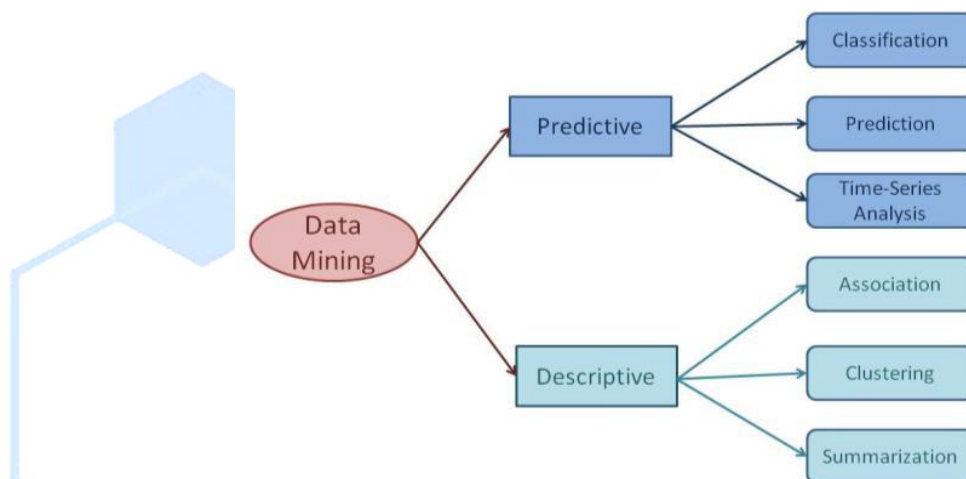 Classification
Predictive
Prediction
Time-Series
Analysis
Data
Mining
Association
Descriptive
Clustering
Summarization